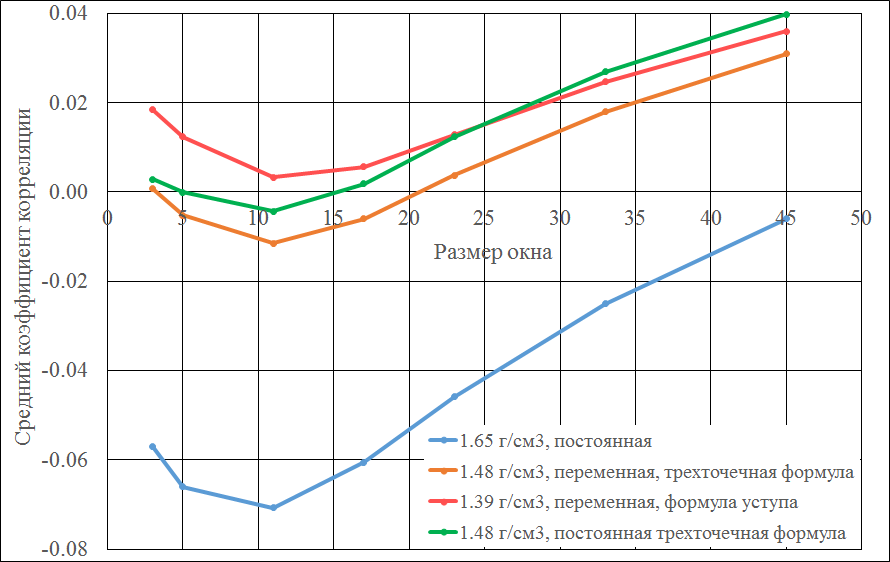 0.04
0.02
0.00
-0.02
-0.04
-0.06
-0.08
0 5 10 15 20 25 30 35 40 45 50
Средний коэффициент корреляции
Размер окна
1.65 г/см3, постоянная
1.48 г/см3, переменная, трехточечная формула
1.39 г/см3, переменная, формула уступа
1.48 г/см3, постоянная трехточечная формула